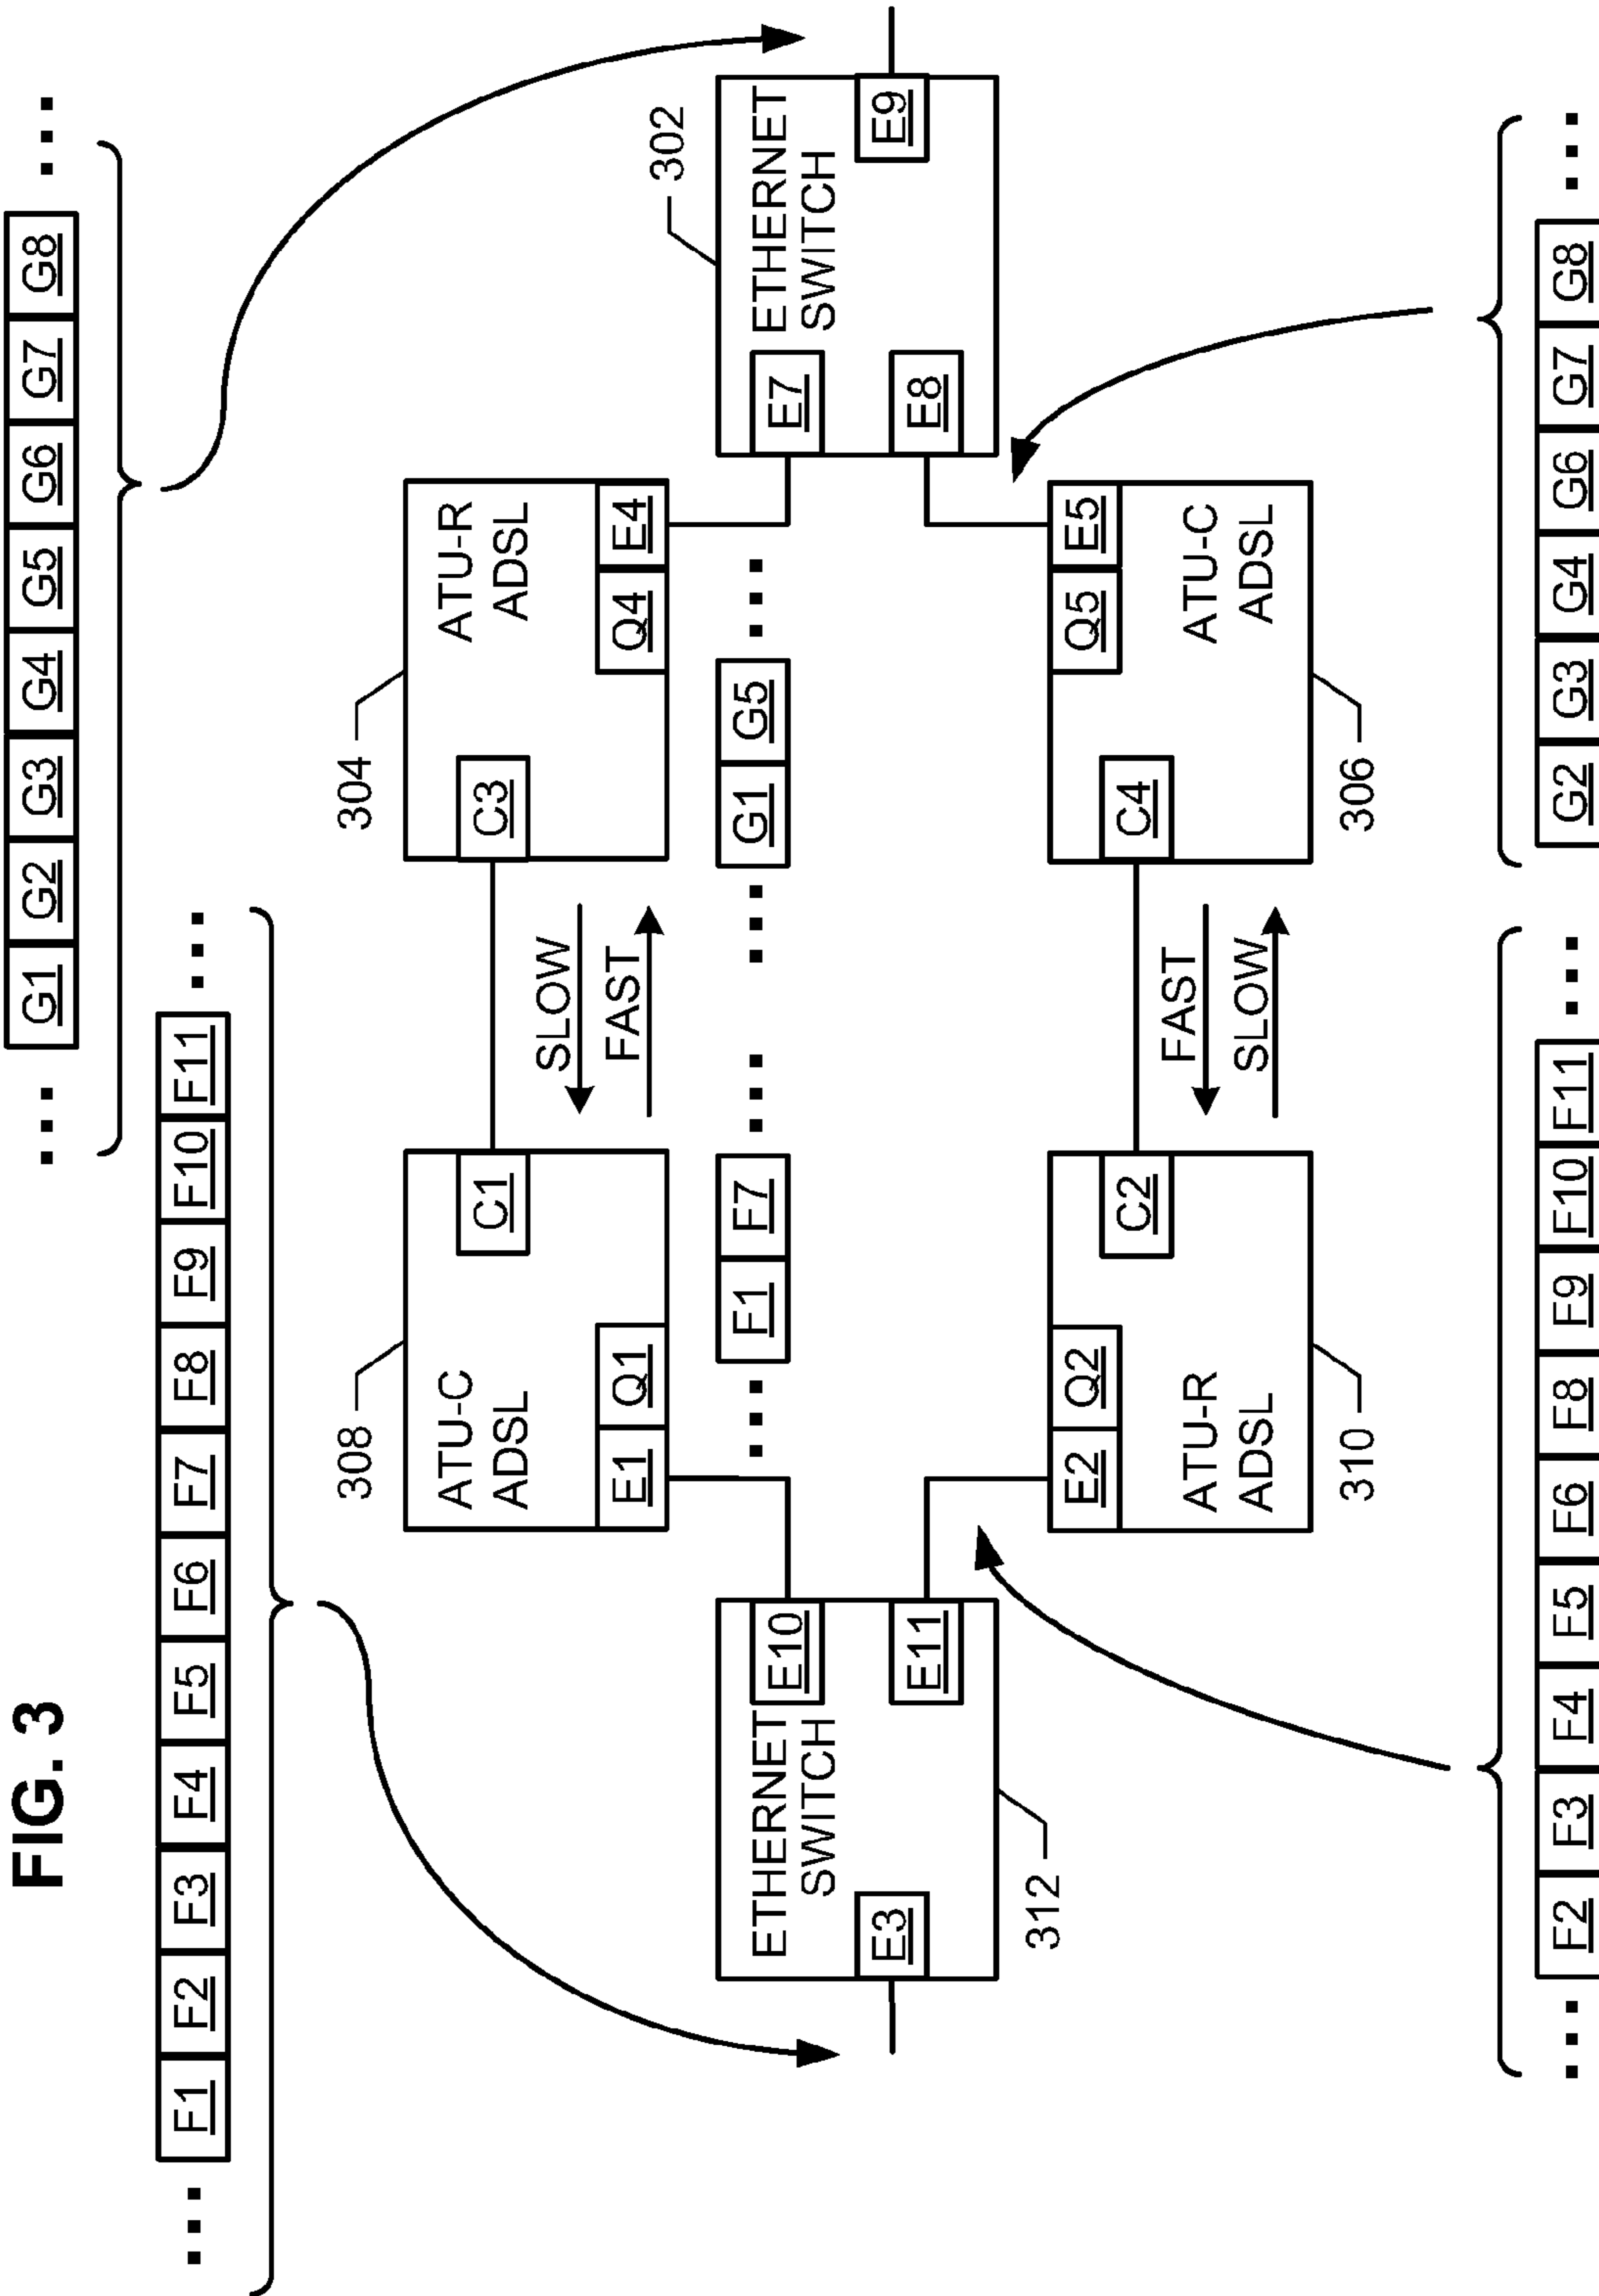 FIG. 3
... G1 G2 G3 G4 G5 G6 G7 G8 ...
... F1 F2 F3 F4 F5 F6 F7 F8 F9 F10 F11 ...
308
ATU-C
ADSL
C1
E1 Q1
SLOW
FAST
304
ATU-R
ADSL
C3
Q4 E4
... F1 F7 ...
... G1 G5 ...
ETHERNET
SWITCH
E10
E3
E11
312
302
ETHERNET
SWITCH
E7
E9
E8
E2 Q2
C2
ATU-R
ADSL
310
FAST
SLOW
Q5 E5
C4
ATU-C
ADSL
306
... F2 F3 F4 F5 F6 F8 F9 F10 F11 ...
G2 G3 G4 G6 G7 G8 ...